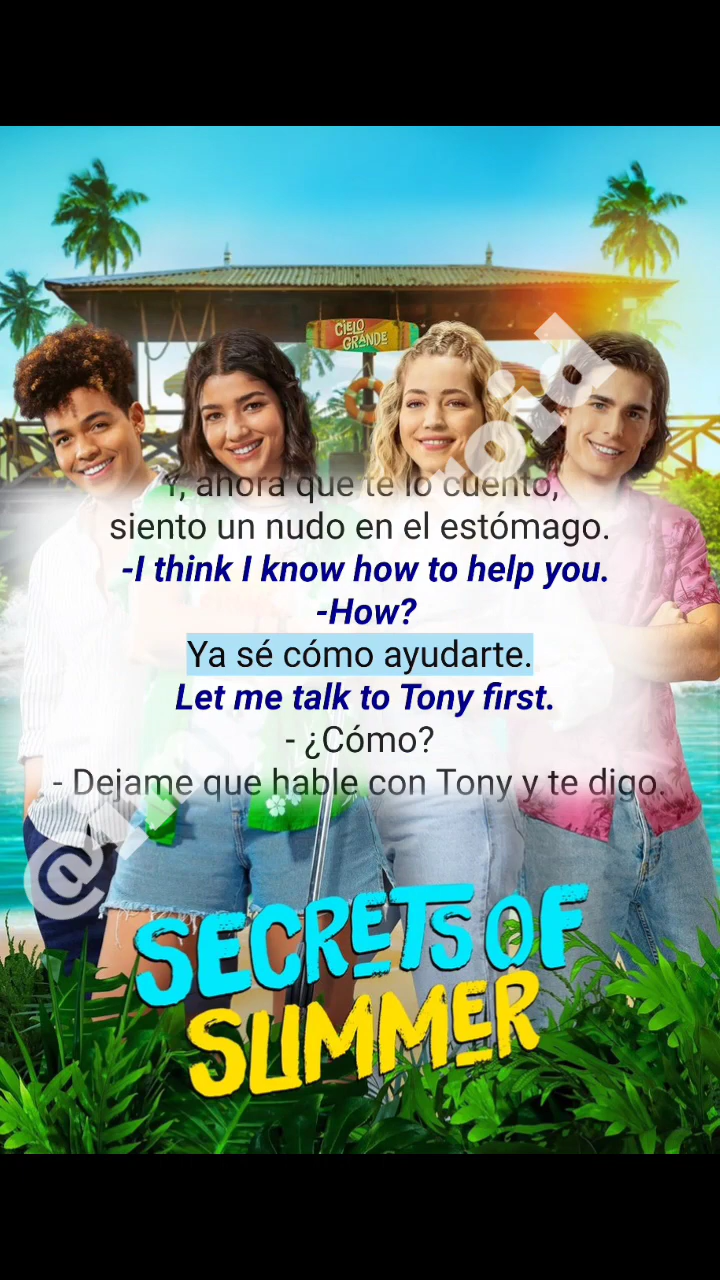 CIELO
GRANDE
Y, ahora que te lo cuento,
siento un nudo en el estómago.
-I think I know how to help you.
-How?
Ya sé cómo ayudarte.
Let me talk to Tony first.
- ¿Cómo?
- Dejame que hable con Tony y te digo.
SECRETS OF
SUMMER